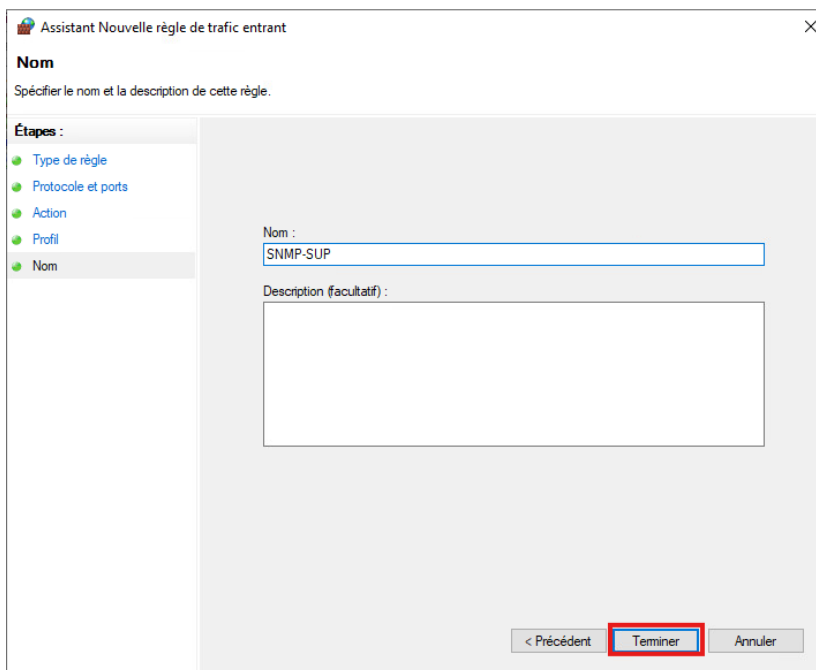 Assistant Nouvelle règle de trafic entrant
Nom
Spécifier le nom et la description de cette règle.
Étapes :
Type de règle
Protocole et ports
Action
Profil
Nom
Nom :
SNMP-SUP
Description (facultatif) :
< Précédent
Terminer
Annuler